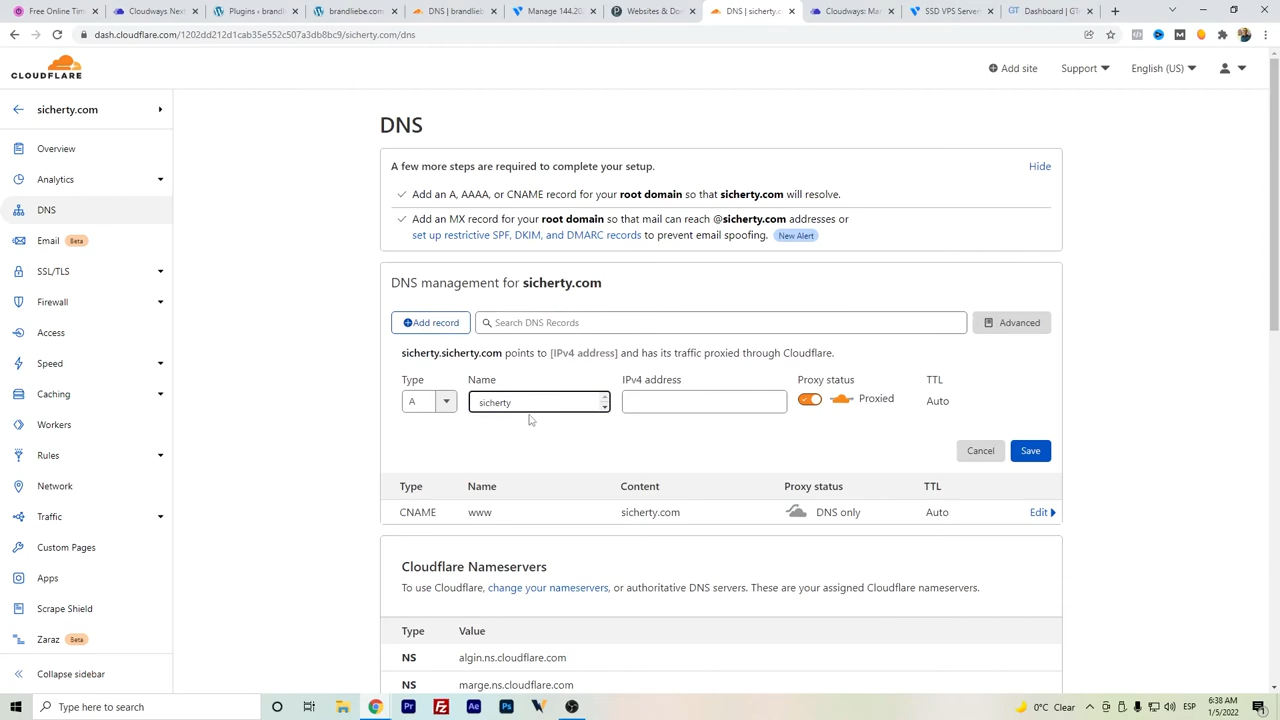 Free Online Tim
Cloudways Next
Plugins ‹ brandli
brandliebe.com
DNS | brandlieb
Manage 144.20
Websites & Dom
DNS | sicherty.c
Cloudways: Ma
SSD VPS Server
Dashboard | GT
dash.cloudflare.com/1202dd212d1cab35e552c507a3db8bc9/sicherty.com/dns
CLOUDFLARE
Add site
Support
English (US)
sicherty.com
Overview
Analytics
DNS
Email Beta
SSL/TLS
Firewall
Access
Speed
Caching
Workers
Rules
Network
Traffic
Custom Pages
Apps
Scrape Shield
Zaraz Beta
Collapse sidebar
DNS
A few more steps are required to complete your setup.
Hide
Add an A, AAAA, or CNAME record for your root domain so that sicherty.com will resolve.
Add an MX record for your root domain so that mail can reach @sicherty.com addresses or
set up restrictive SPF, DKIM, and DMARC records to prevent email spoofing. New Alert
DNS management for sicherty.com
Add record
Search DNS Records
Advanced
sicherty.sicherty.com points to [IPv4 address] and has its traffic proxied through Cloudflare.
Type Name IPv4 address Proxy status TTL
A sicherty Proxied Auto
Cancel Save
Type Name Content Proxy status TTL
CNAME www sicherty.com DNS only Auto Edit
Cloudflare Nameservers
To use Cloudflare, change your nameservers, or authoritative DNS servers. These are your assigned Cloudflare nameservers.
Type Value
NS algin.ns.cloudflare.com
NS marge.ns.cloudflare.com
Type here to search
Pr
Fz
Ae
Ps
0°C Clear
ESP
6:38 AM
1/5/2022